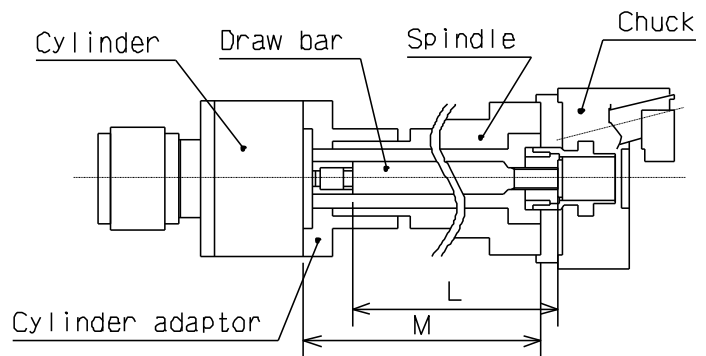 Chuck
Cylinder
Draw bar
Spindle
L
M
Cylinder adaptor